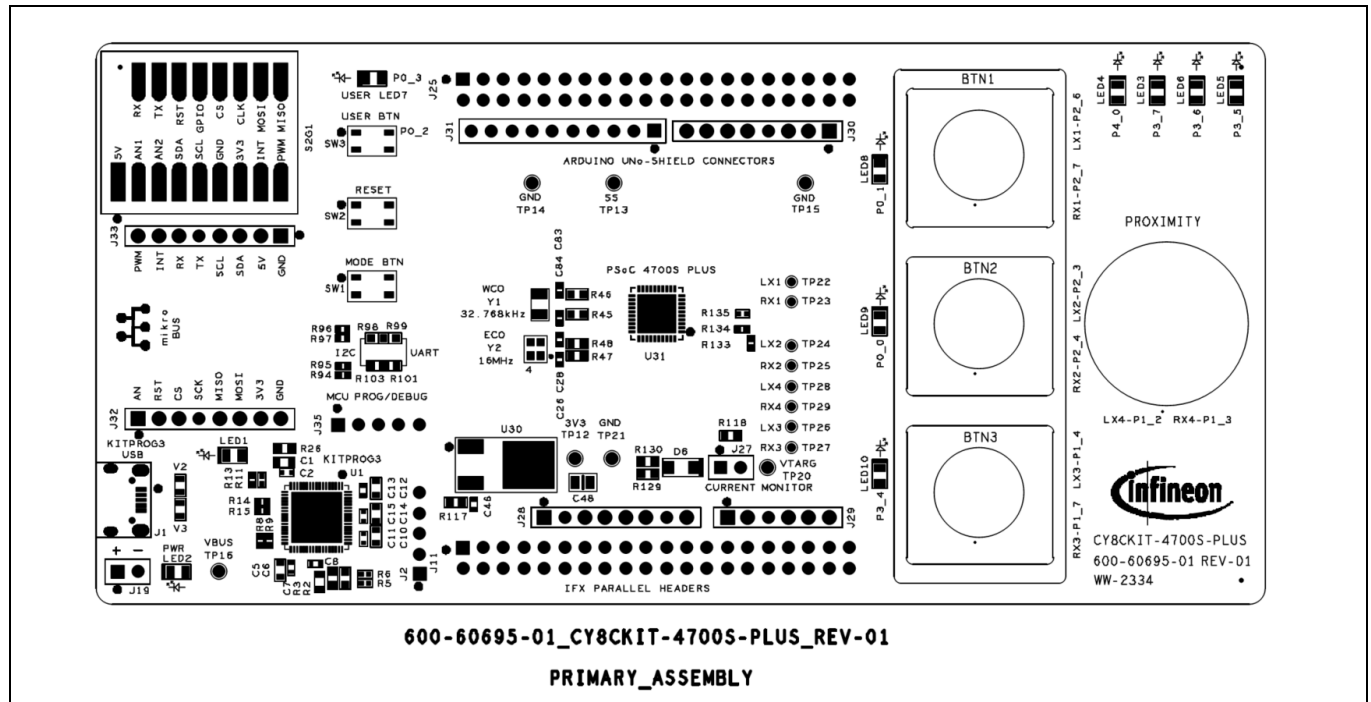 RX
TX
RST
GPIO
CS
CLK
MOSI
MISO
5V
AN1
AN2
SDA
SCL
GND
3V3
INT
PWM
S2G1
J33
PWM
INT
RX
TX
SCL
SDA
5V
GND
mikro
BUS
AN
RST
CS
SCK
MISO
MOSI
3V3
GND
J32
KITPROG3
USB
LED1
V2
V3
J1
+ −
J19
PWR
LED2
VBUS
TP16
P0_3
USER LED7
USER BTN
P0_2
SW3
RESET
SW2
MODE BTN
SW1
R96
R97
R98
R99
I2C
UART
R95
R94
R103
R101
MCU PROG/DEBUG
J35
R26
C1
C2
KITPROG3
U1
R13
R11
R14
R15
R8
R9
C13
C12
C15
C14
C11
C10
C5
C6
C7
R3
R2
C8
R6
R5
J2
J11
J25
J31
J30
ARDUINO UNo-SHIELD CONNECTORS
GND
TP14
5S
TP13
GND
TP15
C84
C83
WCO
Y1
32.768kHz
R46
R45
ECO
Y2
16MHz
4
R48
R47
C26
C28
PSoC 4700S PLUS
U31
R135
R134
R133
LX1 TP22
RX1 TP23
LX2 TP24
RX2 TP25
LX4 TP28
RX4 TP29
LX3 TP26
RX3 TP27
U30
3V3
TP12
GND
TP21
R130
R129
D6
R118
J27
VTARG
TP20
CURRENT MONITOR
R117
C46
C48
J28
J29
IFX PARALLEL HEADERS
LED8
P0_1
LED9
P0_0
LED10
P3_4
BTN1
BTN2
BTN3
LX1-P2_6
RX1-P2_7
LX2-P2_3
RX2-P2_4
LX3-P1_4
RX3-P1_7
LED4
P4_0
LED3
P3_7
LED6
P3_6
LED5
P3_5
PROXIMITY
LX4-P1_2 RX4-P1_3
infineon
CY8CKIT-4700S-PLUS
600-60695-01 REV-01
WW-2334
600-60695-01_CY8CKIT-4700S-PLUS_REV-01
PRIMARY_ASSEMBLY